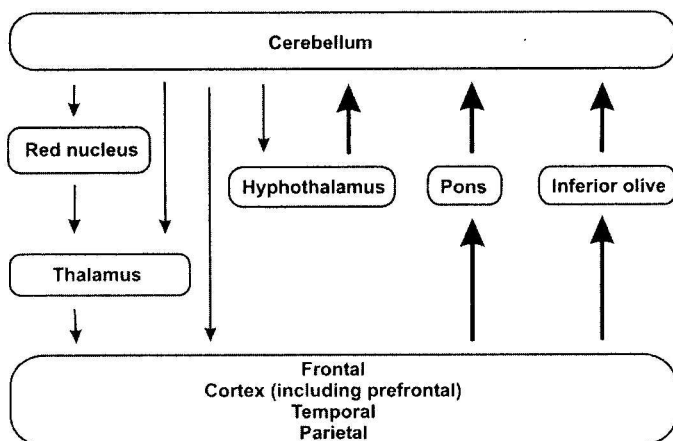 Cerebellum
Red nucleus
Hyphothalamus
Pons
Inferior olive
Thalamus
Frontal
Cortex (including prefrontal)
Temporal
Parietal